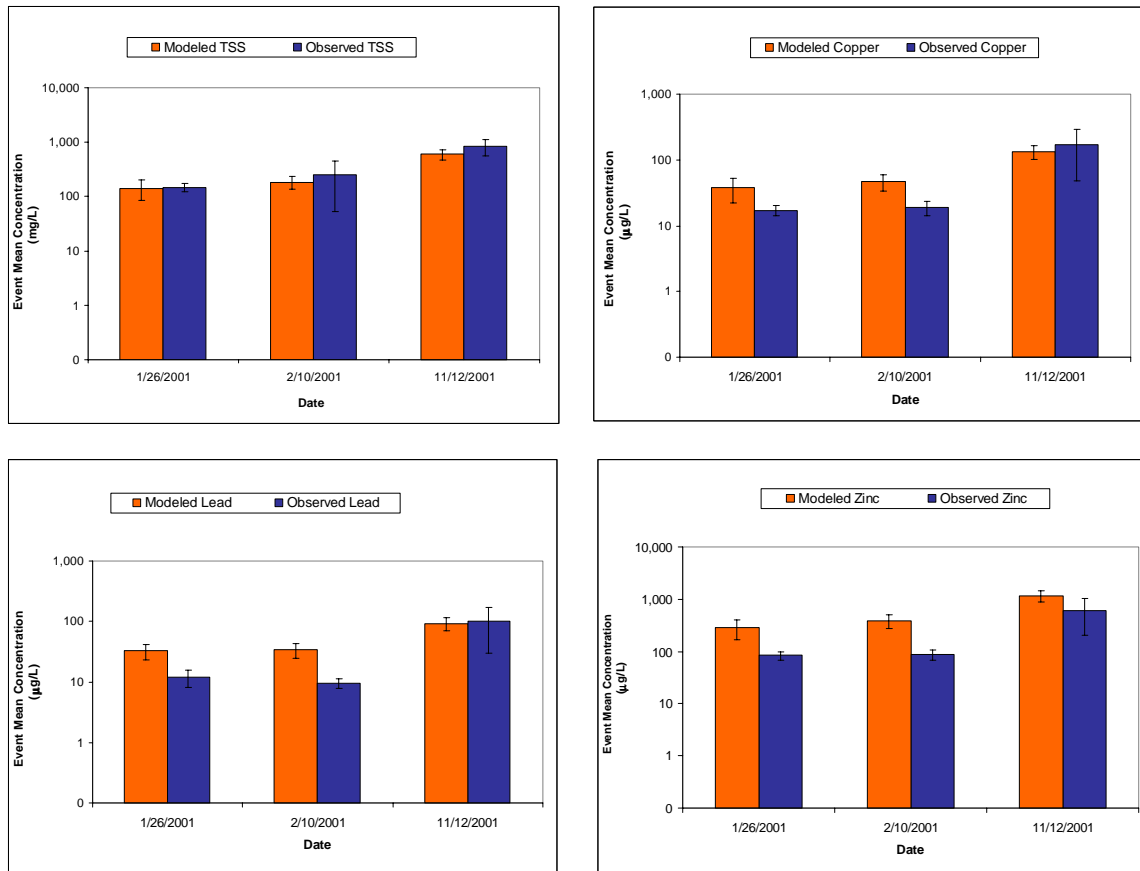 Modeled TSS Observed TSS
Event Mean Concentration
(mg/L)
10,000
1,000
100
10
1
0
1/26/2001 2/10/2001 11/12/2001
Date
Modeled Copper Observed Copper
Event Mean Concentration
(µg/L)
1,000
100
10
1
0
1/26/2001 2/10/2001 11/12/2001
Date
Modeled Lead Observed Lead
Event Mean Concentration
(µg/L)
1,000
100
10
1
0
1/26/2001 2/10/2001 11/12/2001
Date
Modeled Zinc Observed Zinc
Event Mean Concentration
(µg/L)
10,000
1,000
100
10
1
0
1/26/2001 2/10/2001 11/12/2001
Date